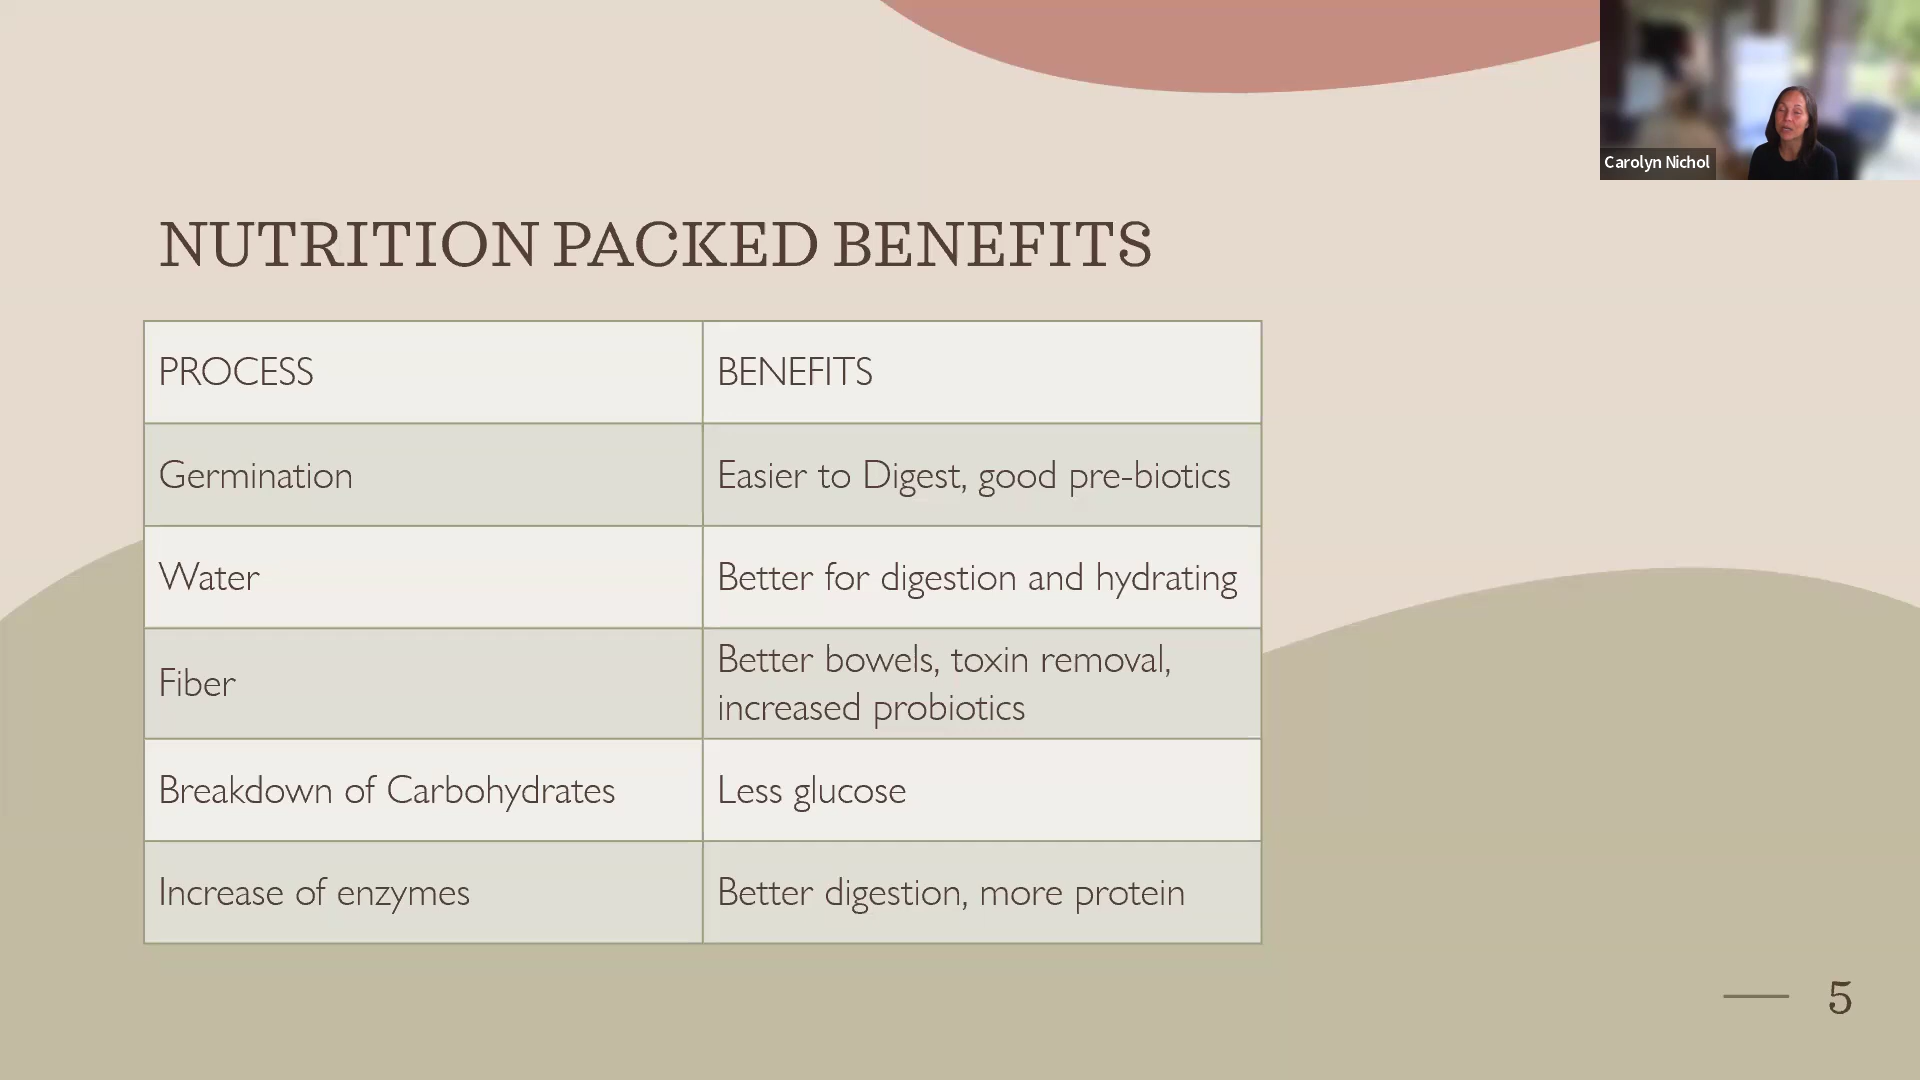 Carolyn Nichol
NUTRITION PACKED BENEFITS
PROCESS
BENEFITS
Germination
Easier to Digest, good pre-biotics
Water
Better for digestion and hydrating
Fiber
Better bowels, toxin removal,
increased probiotics
Breakdown of Carbohydrates
Less glucose
Increase of enzymes
Better digestion, more protein
5